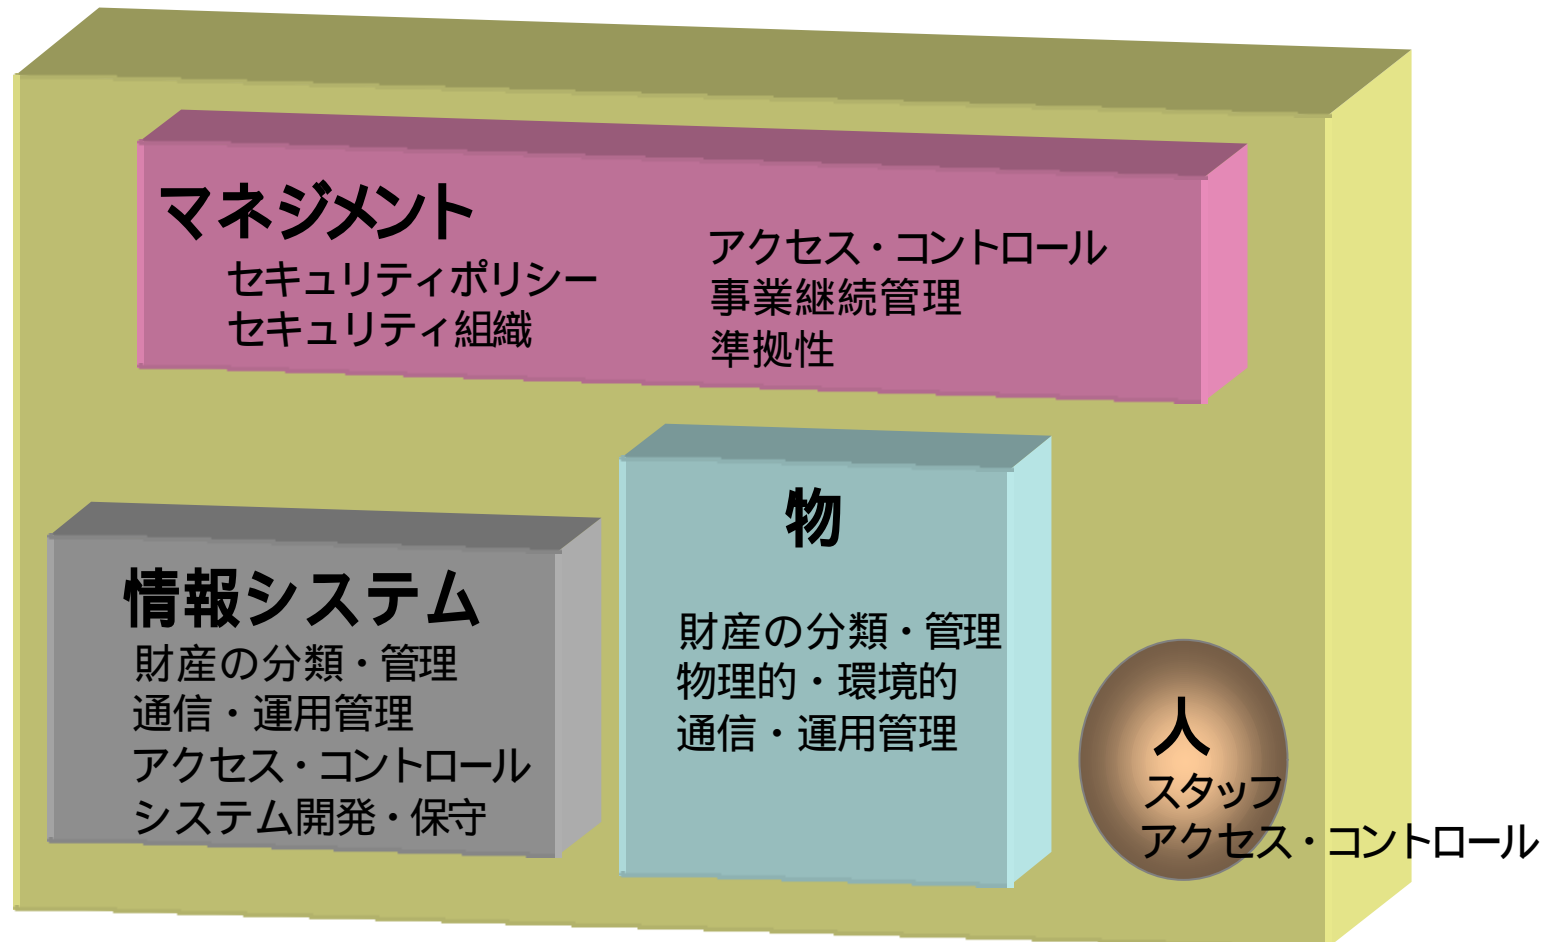 マネジメント
セキュリティポリシー
セキュリティ組織
アクセス・コントロール
事業継続管理
準拠性
情報システム
財産の分類・管理
通信・運用管理
アクセス・コントロール
システム開発・保守
物
財産の分類・管理
物理的・環境的
通信・運用管理
人
スタッフ
アクセス・コントロール